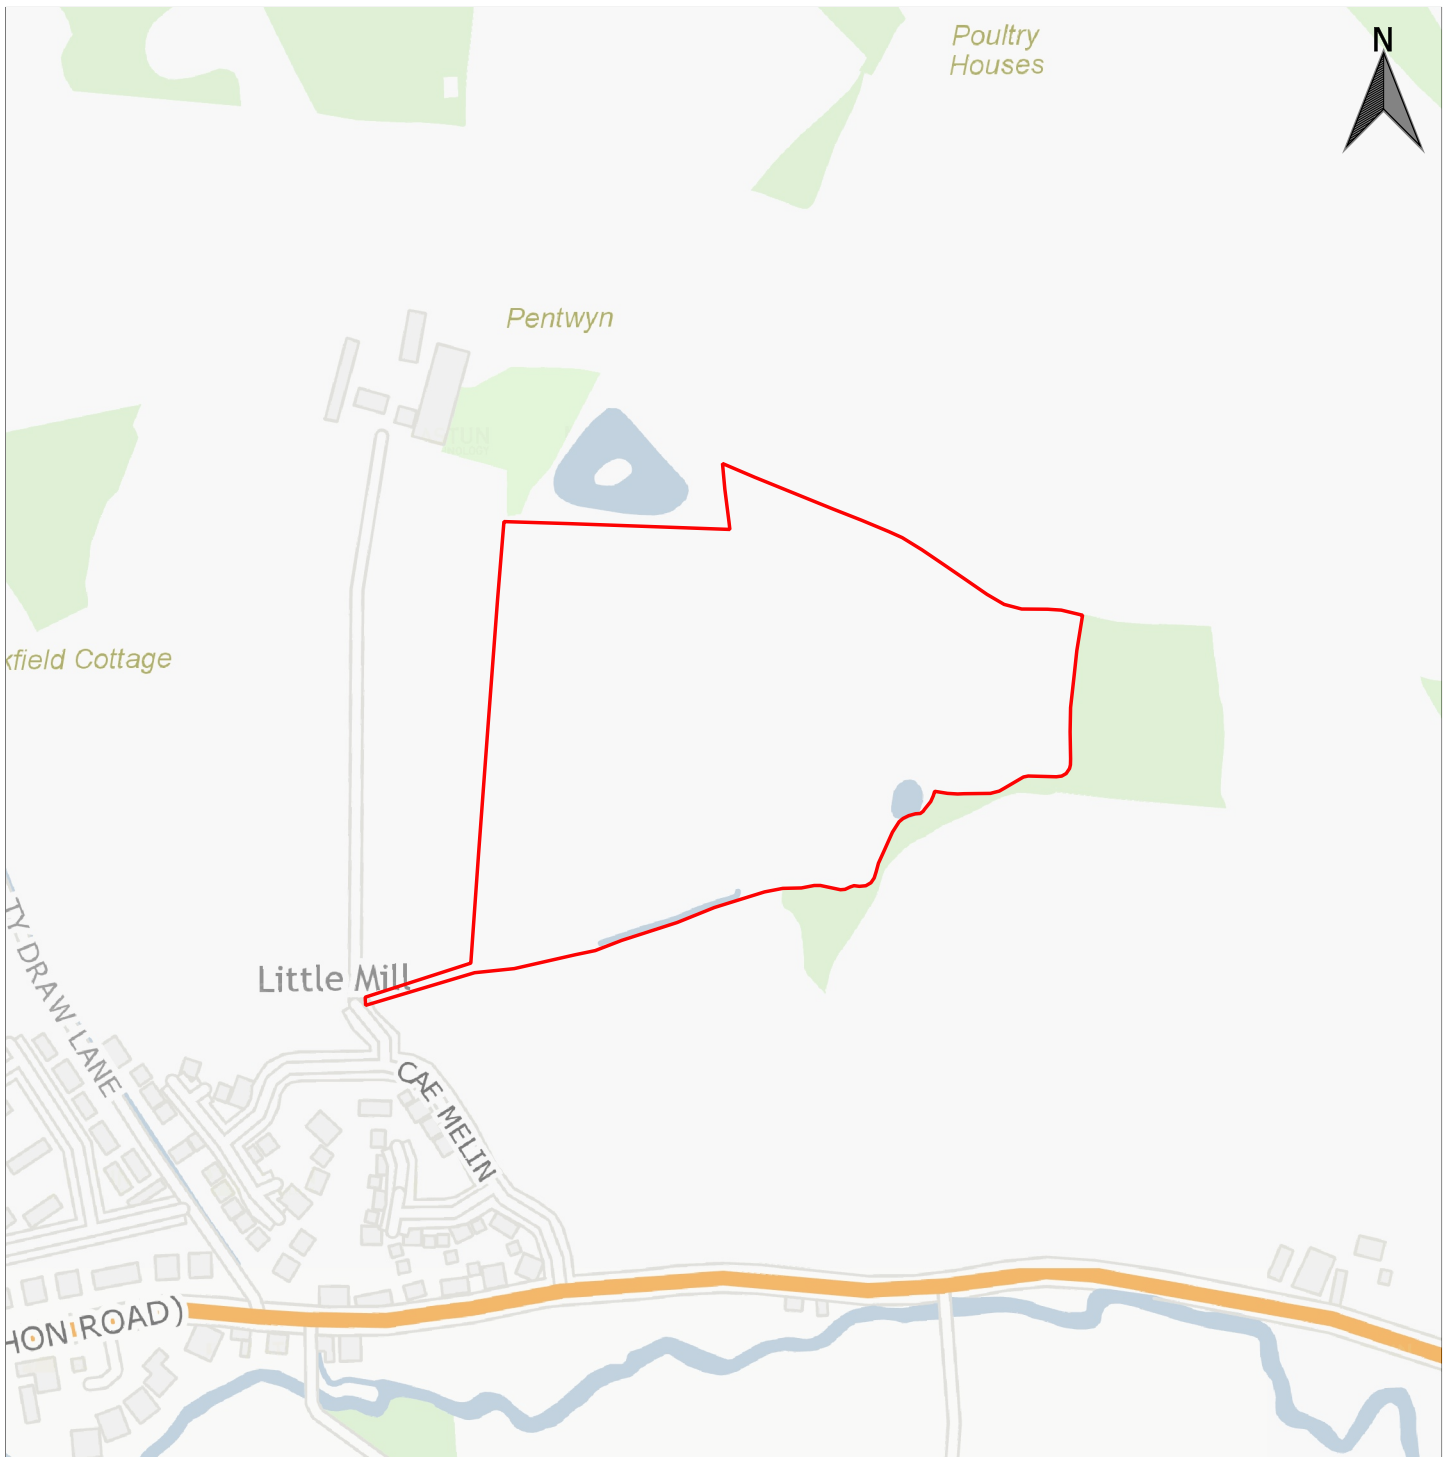 Poultry
Houses
N
Pentwyn
kfield Cottage
TY-DRAW-LANE
Little Mill
CAE MELIN
HON ROAD)